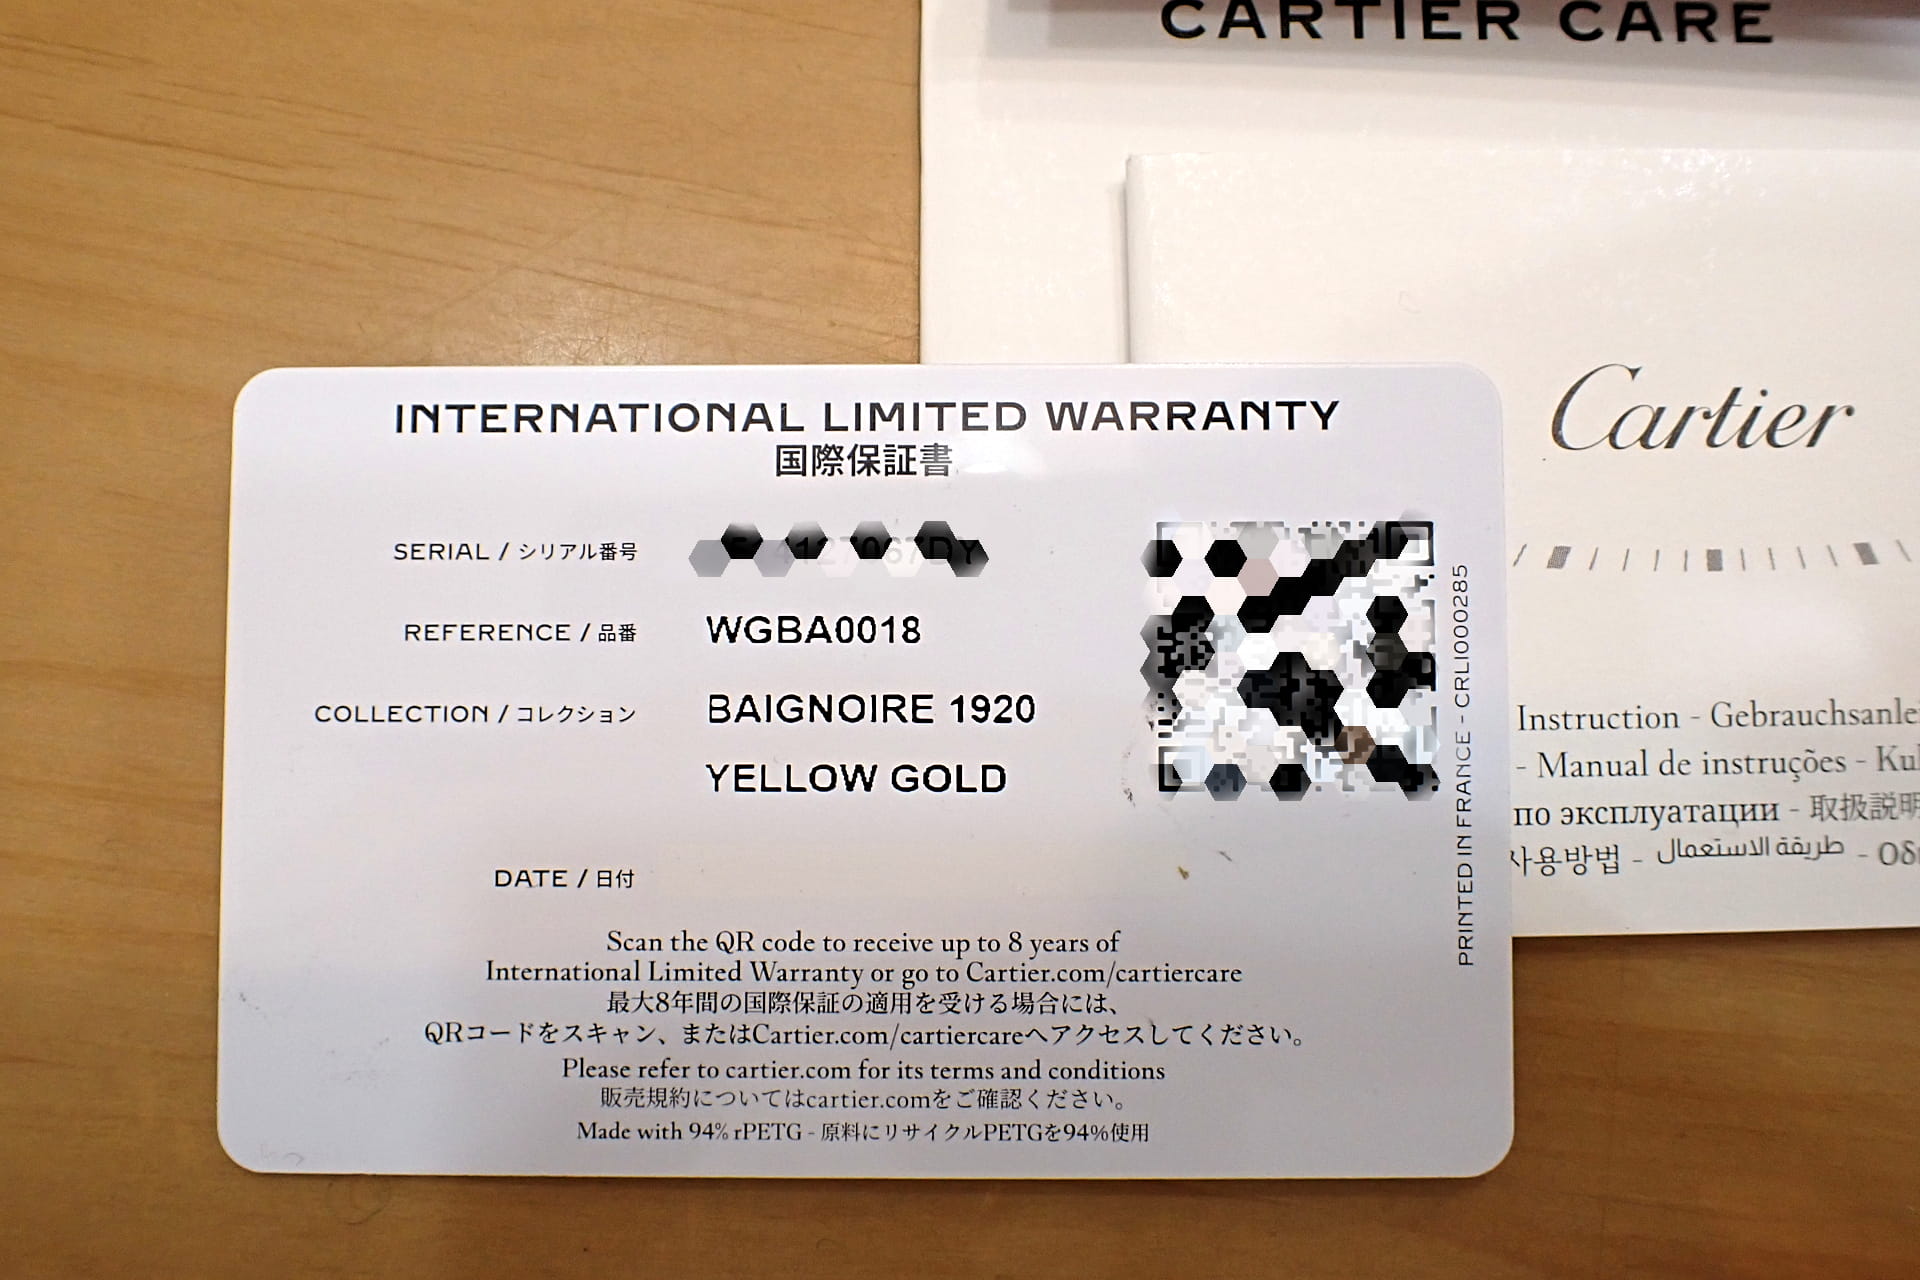 CARTIER CARE
Cartier
INTERNATIONAL LIMITED WARRANTY
国際保証書
SERIAL / シリアル番号
REFERENCE / 品番 WGBA0018
COLLECTION / コレクション BAIGNOIRE 1920
YELLOW GOLD
DATE / 日付
Scan the QR code to receive up to 8 years of
International Limited Warranty or go to Cartier.com/cartiercare
最大8年間の国際保証の適用を受ける場合には、
QRコードをスキャン、またはCartier.com/cartiercareへアクセスしてください。
Please refer to cartier.com for its terms and conditions
販売規約についてはcartier.comをご確認ください。
Made with 94% rPETG - 原料にリサイクルPETGを94%使用
PRINTED IN FRANCE - CRLI000285
Instruction - Gebrauchsanlei
- Manual de instruções - Kul
по эксплуатации - 取扱説明
사용방법 - طريقة الاستعمال - Οδη